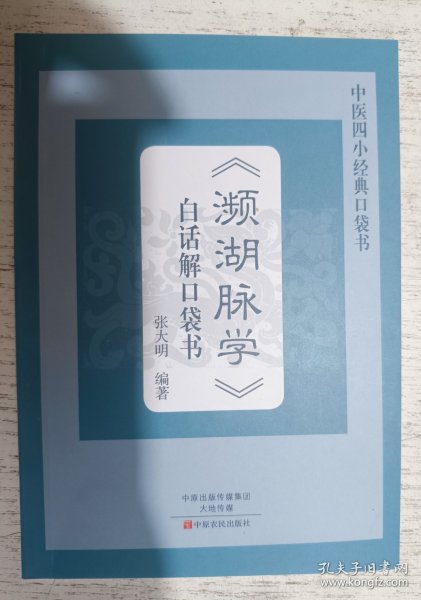 中医四小经典口袋书
《濒湖脉学》
白话解口袋书
张大明 编著
中原出版传媒集团
大地传媒
中原农民出版社
孔夫子旧书网
www.kongfz.com